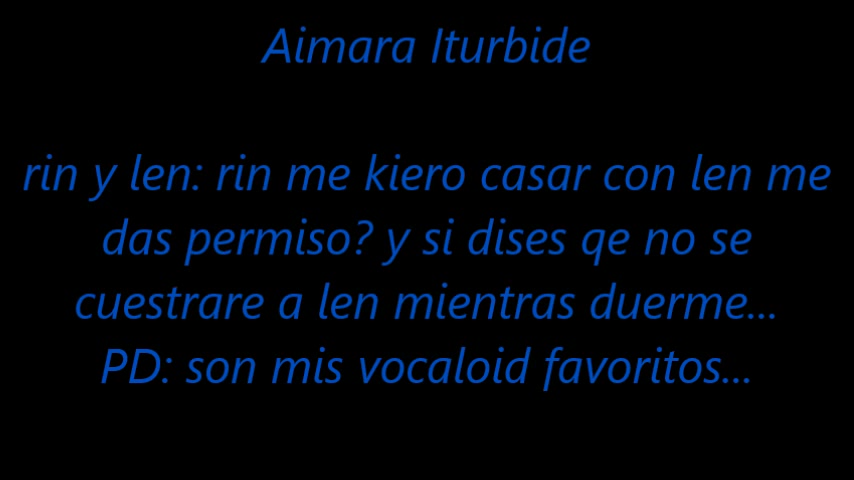 Aimara Iturbide
rin y len: rin me kiero casar con len me
das permiso? y si dises qe no se
cuestrare a len mientras duerme...
PD: son mis vocaloid favoritos...